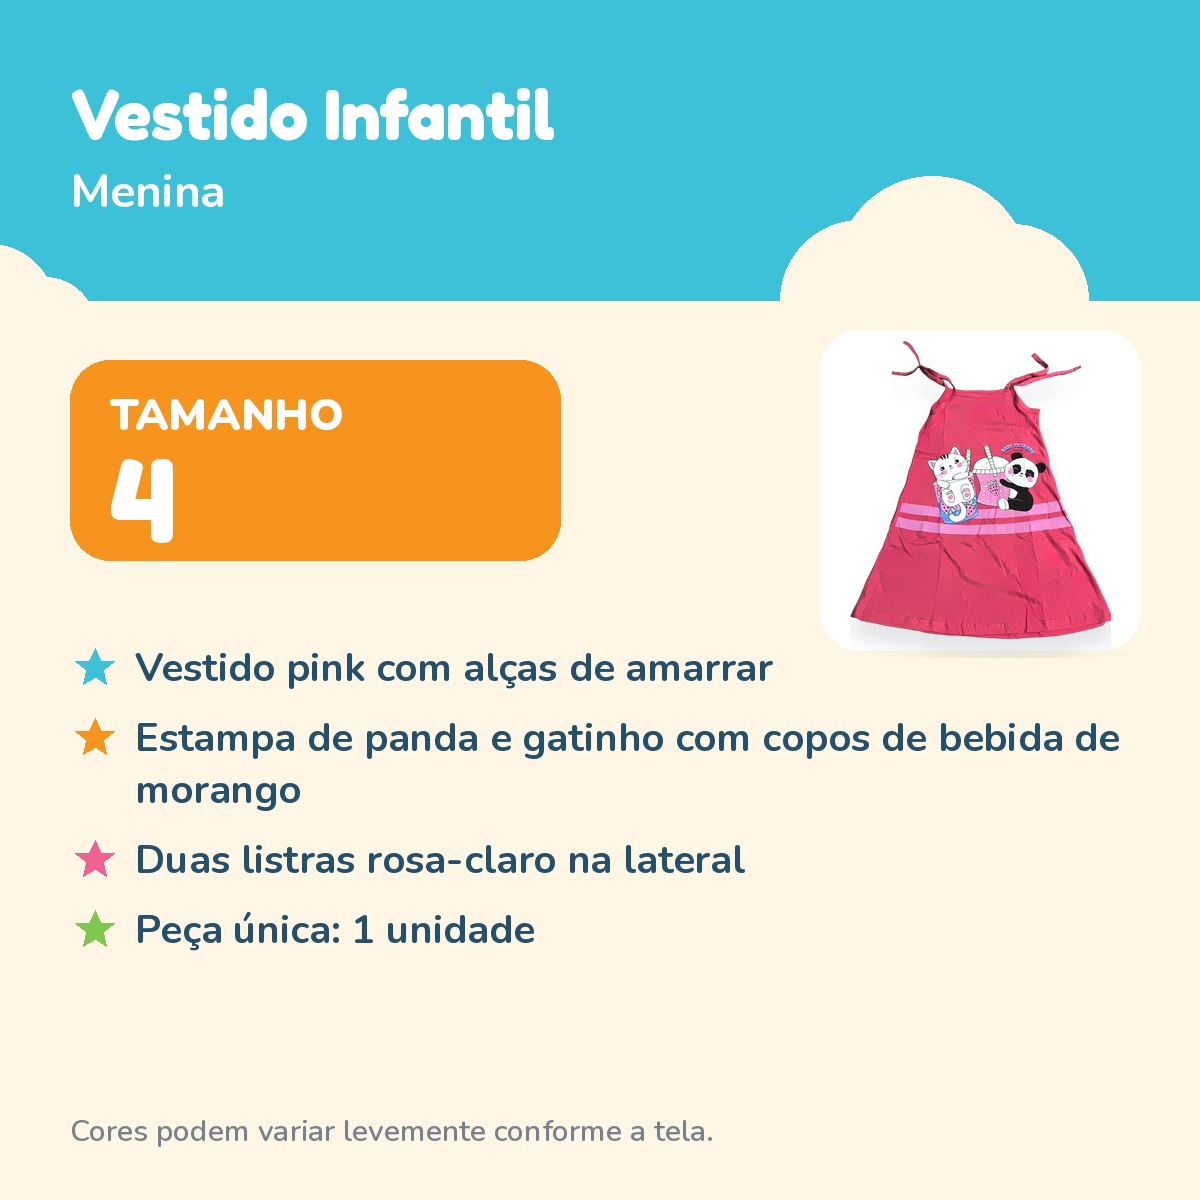 Vestido Infantil
Menina
TAMANHO
4
Vestido pink com alças de amarrar
Estampa de panda e gatinho com copos de bebida de
morango
Duas listras rosa-claro na lateral
Peça única: 1 unidade
Cores podem variar levemente conforme a tela.